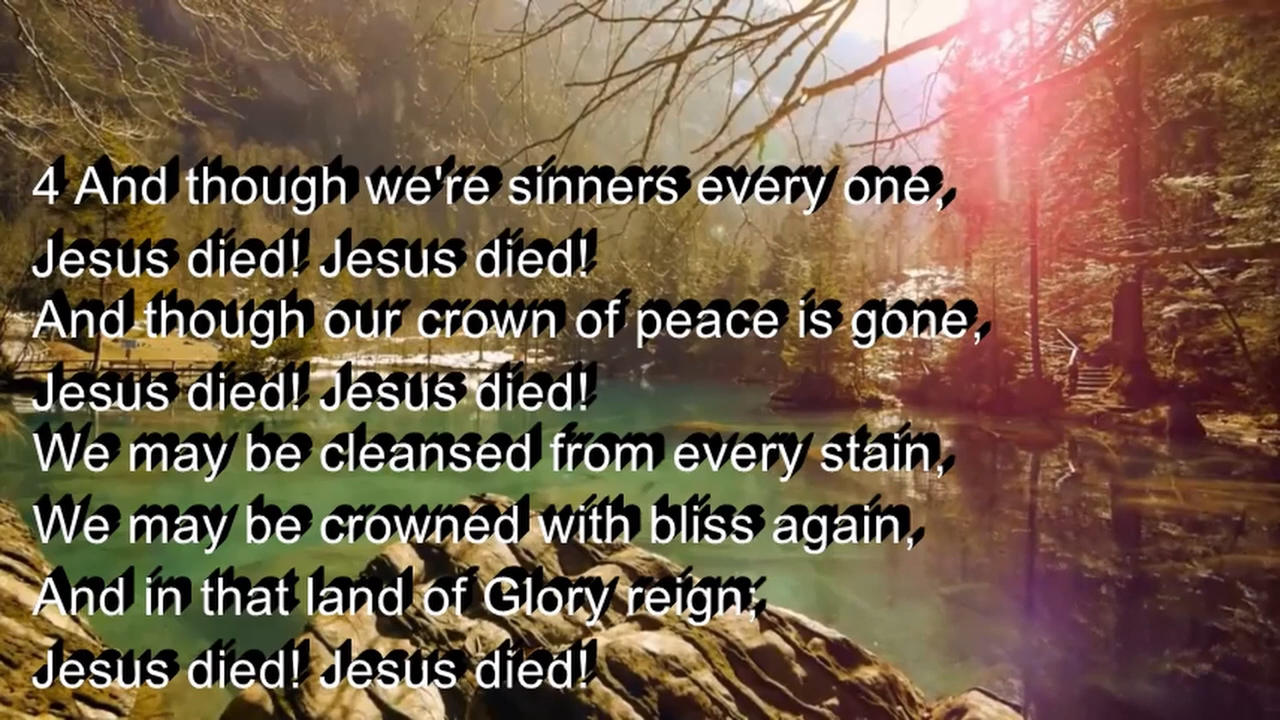 4 And though we're sinners every one,
Jesus died! Jesus died!
And though our crown of peace is gone,
Jesus died! Jesus died!
We may be cleansed from every stain,
We may be crowned with bliss again,
And in that land of Glory reign;
Jesus died! Jesus died!